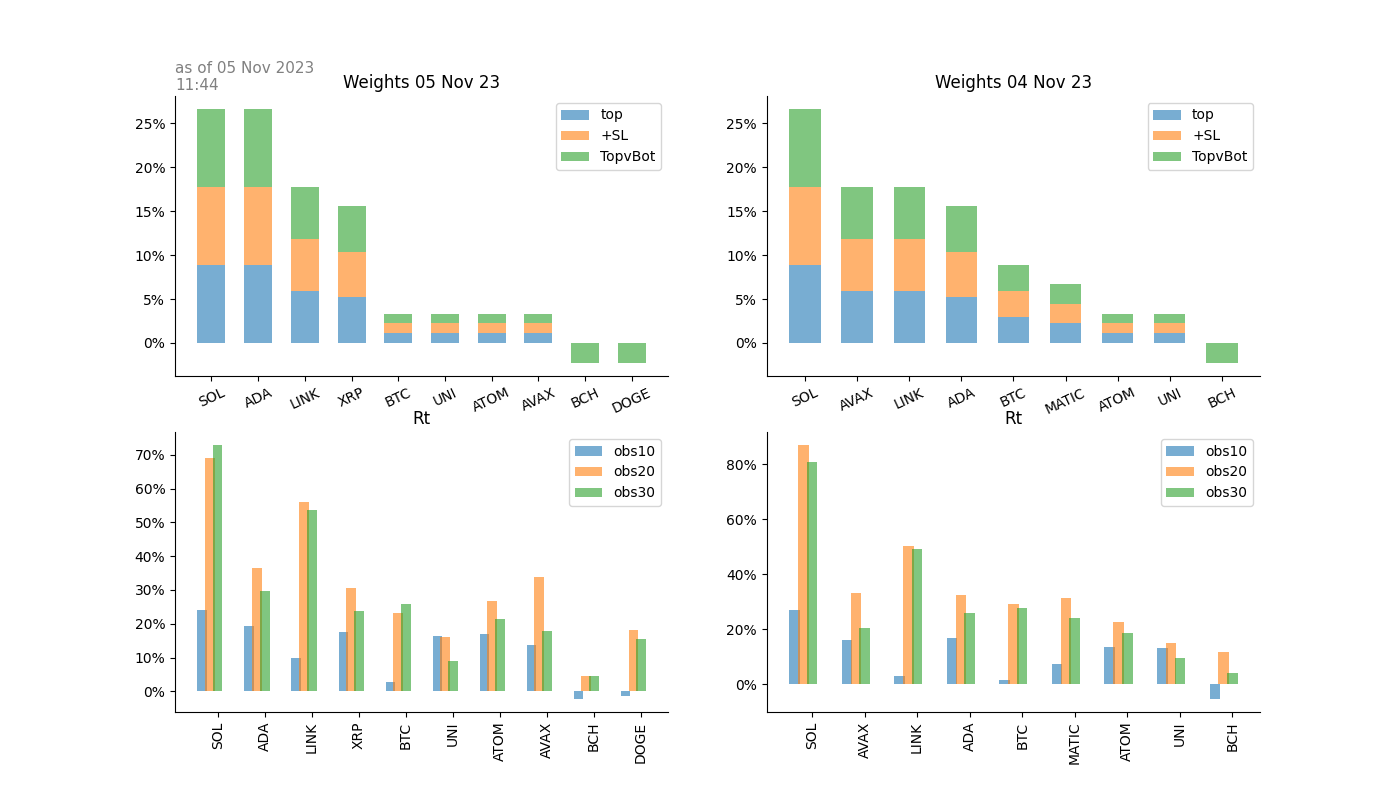 as of 05 Nov 2023
11:44
Weights 05 Nov 23
25%
20%
15%
10%
5%
0%
top
+SL
TopvBot
SOL ADA LINK XRP BTC UNI ATOM AVAX BCH DOGE
Weights 04 Nov 23
25%
20%
15%
10%
5%
0%
top
+SL
TopvBot
SOL AVAX LINK ADA BTC MATIC ATOM UNI BCH
Rt
70%
60%
50%
40%
30%
20%
10%
0%
obs10
obs20
obs30
SOL ADA LINK XRP BTC UNI ATOM AVAX BCH DOGE
Rt
80%
60%
40%
20%
0%
obs10
obs20
obs30
SOL AVAX LINK ADA BTC MATIC ATOM UNI BCH